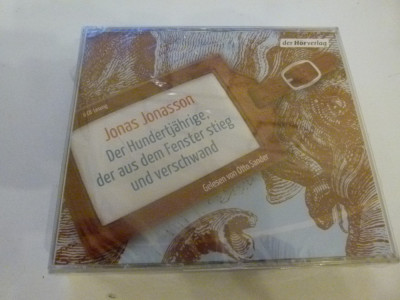 der Hörverlag
Jonas Jonasson
Der Hundertjährige,
der aus dem Fenster stieg
und verschwand
Gelesen von Otto Sander